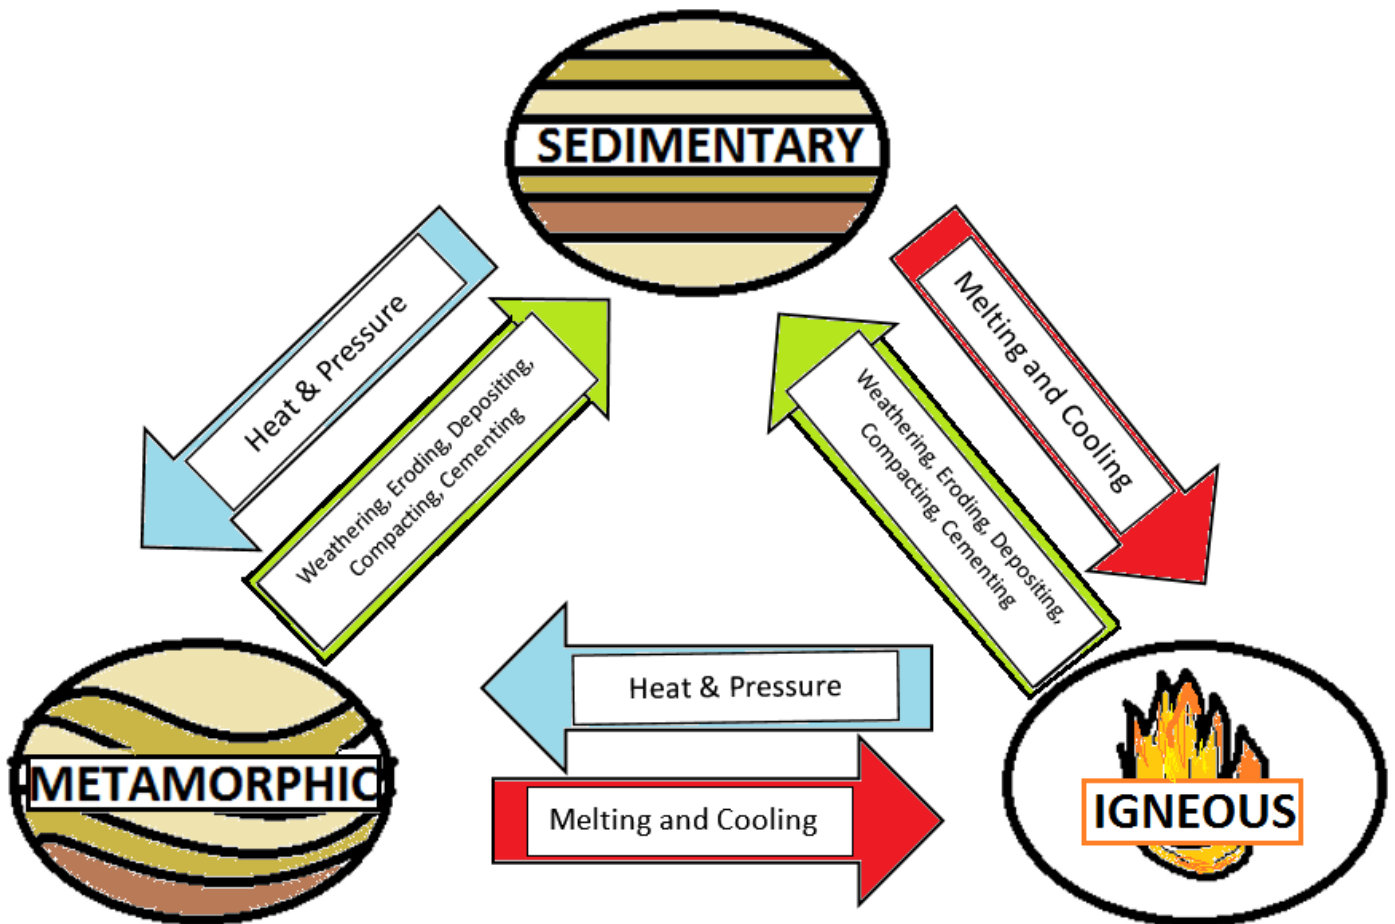 SEDIMENTARY
Heat & Pressure
Weathering, Eroding, Depositing,
Compacting, Cementing
Melting and Cooling
Weathering, Eroding, Depositing,
Compacting, Cementing
Heat & Pressure
Melting and Cooling
METAMORPHIC
IGNEOUS